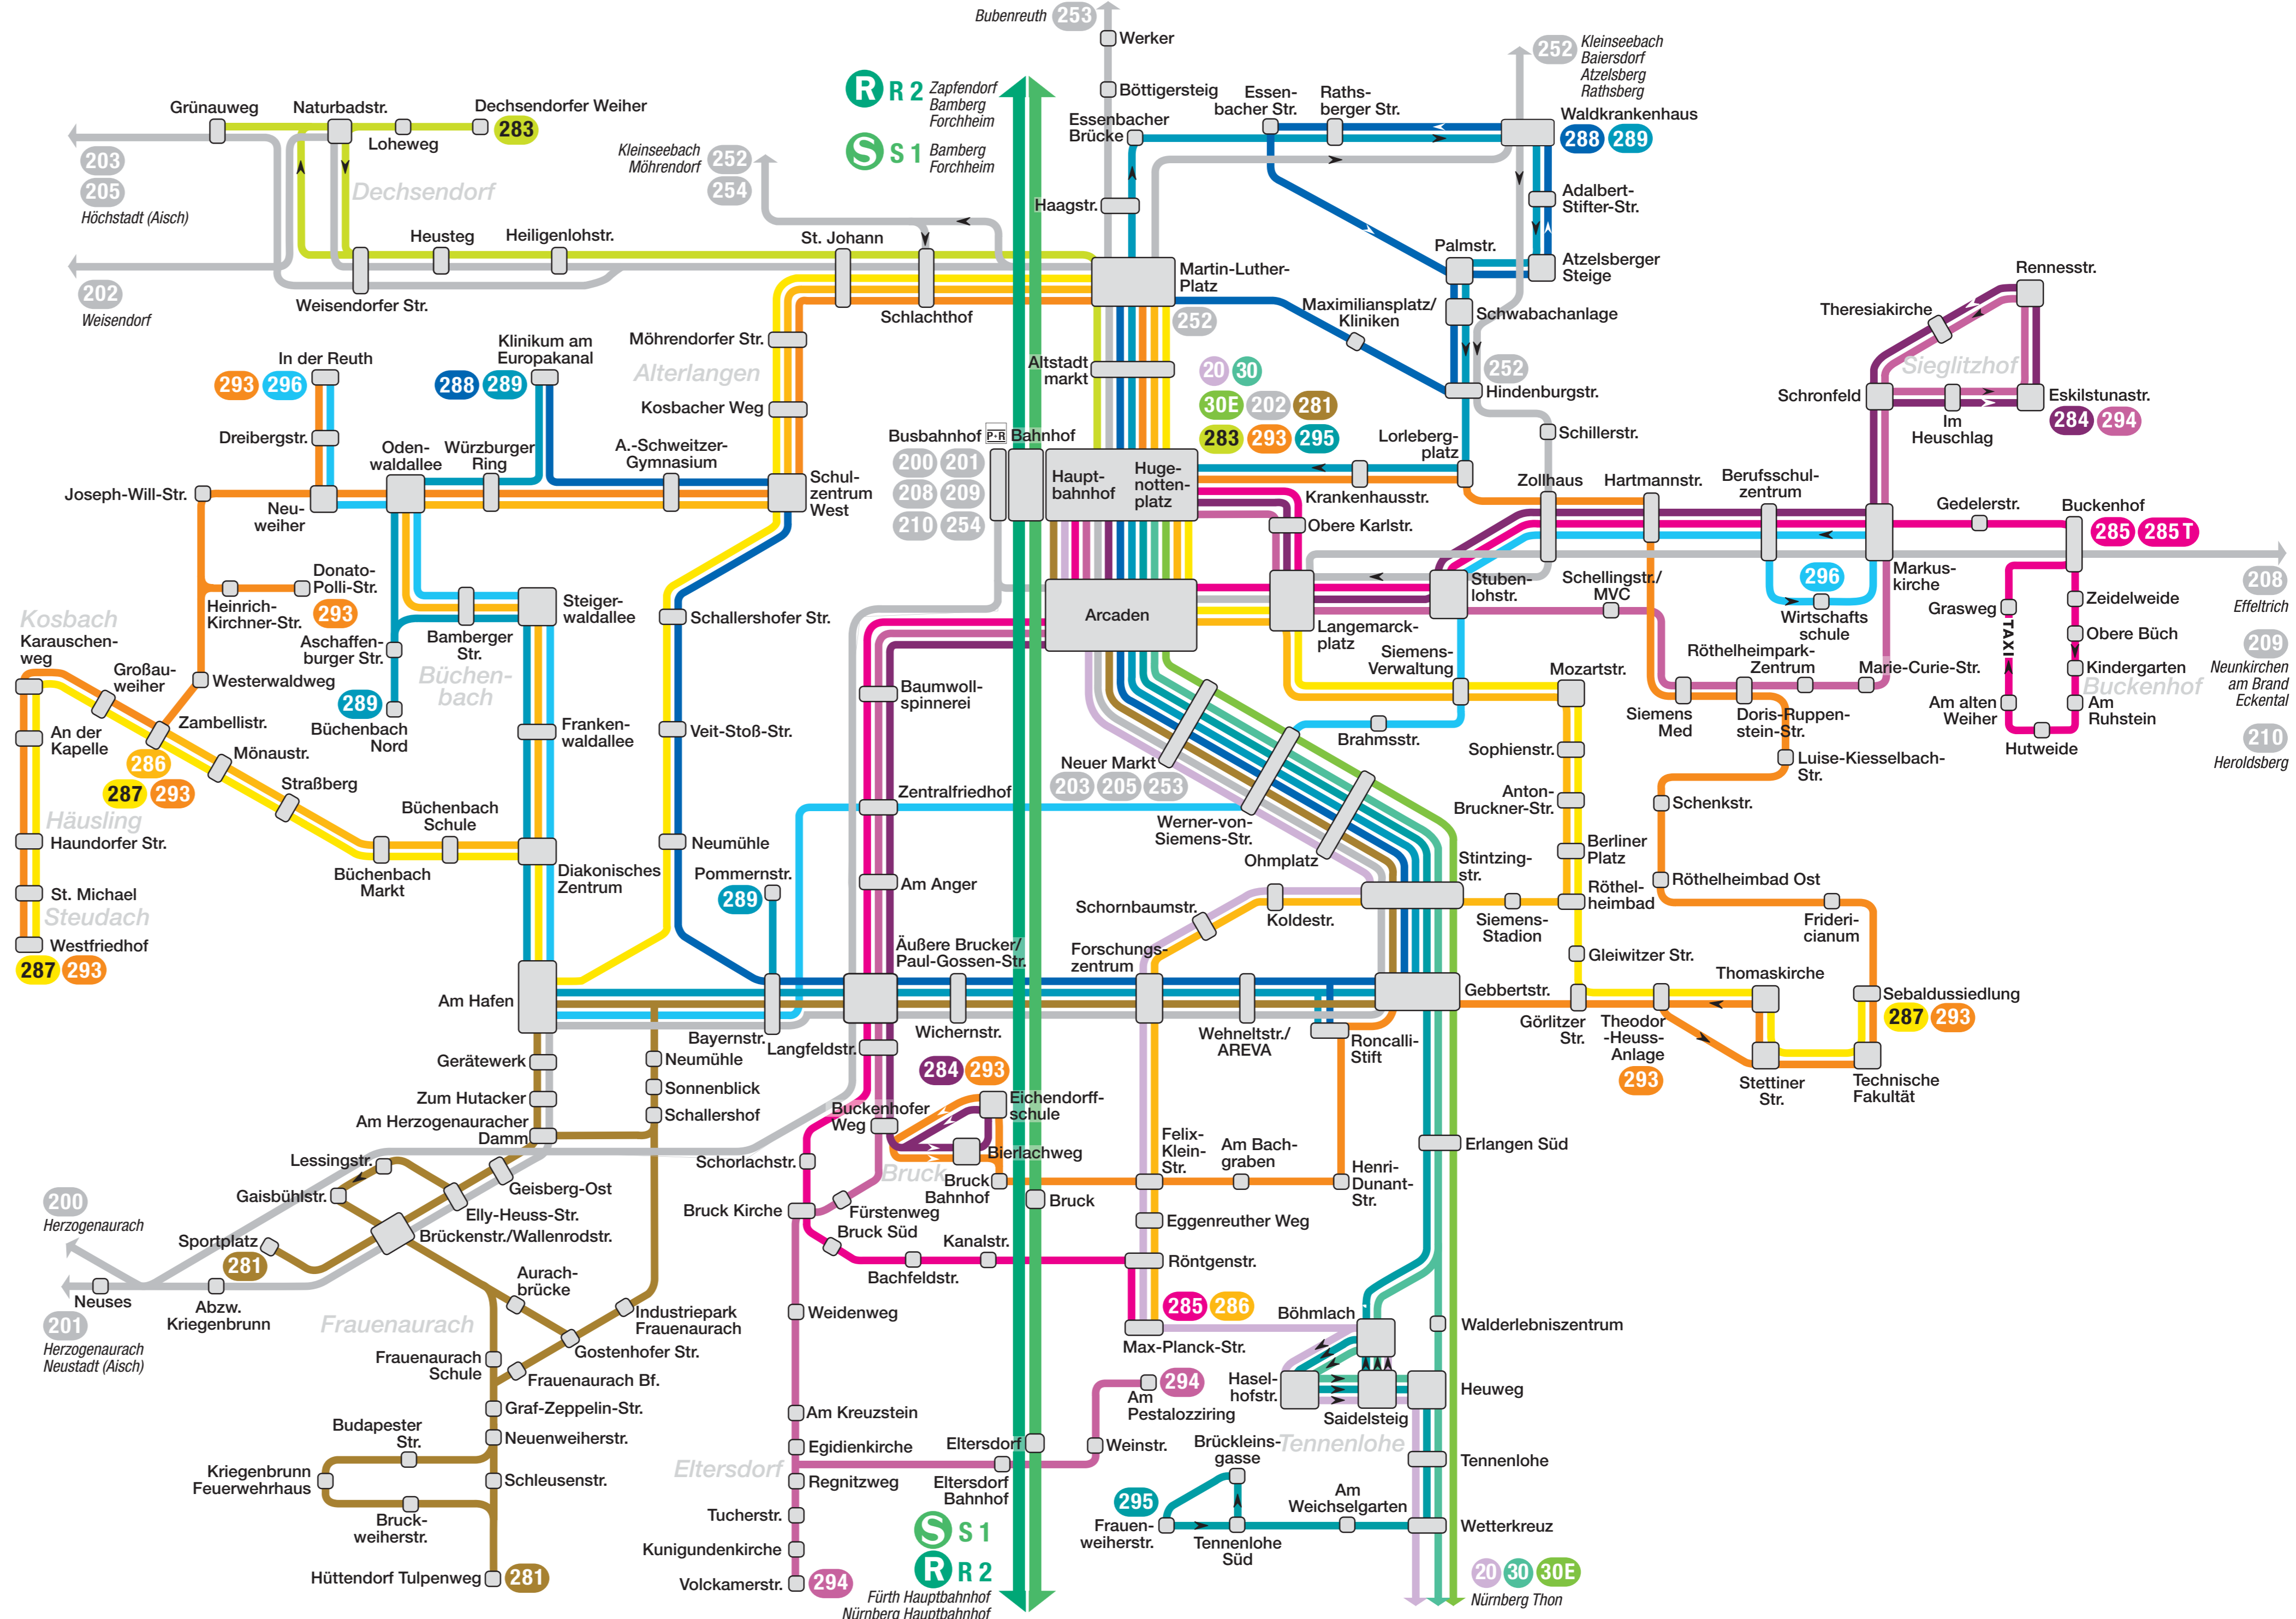 Bubenreuth 253
Werker
Böttigersteig
R R 2 Zapfendorf
Bamberg
Forchheim
S S 1 Bamberg
Forchheim
252 Kleinseebach
Baiersdorf
Atzelsberg
Rathsberg
Grünauweg
Naturbadstr.
Dechsendorfer Weiher
283
Loheweg
203
205
Höchstadt (Aisch)
Dechsendorf
202
Weisendorf
Weisendorfer Str.
Heusteg
Heiligenlohstr.
Kleinseebach
Möhrendorf
252
254
St. Johann
Schlachthof
Essenbacher
Brücke
Essen-
bacher Str.
Raths-
berger Str.
Waldkrankenhaus
288 289
Haagstr.
Adalbert-
Stifter-Str.
Palmstr.
Atzelsberger
Steige
Martin-Luther-
Platz
252
Maximiliansplatz/
Kliniken
Schwabachanlage
252
Hindenburgstr.
Rennesstr.
Theresiakirche
Sieglitzhof
Schronfeld
Im
Heuschlag
Eskilstunastr.
284 294
In der Reuth
293 296
Klinikum am
Europakanal
288 289
Möhrendorfer Str.
Alterlangen
Kosbacher Weg
Altstadt
markt
20 30
30E 202 281
283 293 295
Dreibergstr.
Oden-
waldallee
Würzburger
Ring
A.-Schweitzer-
Gymnasium
Schul-
zentrum
West
Busbahnhof P+R Bahnhof
200 201
208 209
210 254
Haupt-
bahnhof
Huge-
notten-
platz
Lorleberg-
platz
Krankenhausstr.
Obere Karlstr.
Schillerstr.
Zollhaus
Hartmannstr.
Berufsschul-
zentrum
Gedelerstr.
Buckenhof
285 285T
Joseph-Will-Str.
Neu-
weiher
Donato-
Polli-Str.
293
Heinrich-
Kirchner-Str.
Aschaffen-
burger Str.
Bamberger
Str.
Steiger-
waldallee
Büchen-
bach
Schallershofer Str.
Arcaden
Langemarck-
platz
Stuben-
lohstr.
Schellingstr./
MVC
296
Wirtschafts
schule
Markus-
kirche
Grasweg
TAXI
Zeidelweide
Obere Büch
Kindergarten
Buckenhof
Am
Ruhstein
Am alten
Weiher
Hutweide
208
Effeltrich
209
Neunkirchen
am Brand
Eckental
210
Heroldsberg
Kosbach
Karauschen-
weg
Großau-
weiher
Westerwaldweg
Zambellistr.
An der
Kapelle
286
287 293
Mönaustr.
Straßberg
289
Büchenbach
Nord
Franken-
waldallee
Veit-Stoß-Str.
Baumwoll-
spinnerei
Siemens-
Verwaltung
Mozartstr.
Röthelheimpark-
Zentrum
Marie-Curie-Str.
Siemens
Med
Doris-Ruppen-
stein-Str.
Luise-Kiesselbach-
Str.
Brahmsstr.
Sophienstr.
Neuer Markt
203 205 253
Häusling
Haundorfer Str.
Büchenbach
Schule
Büchenbach
Markt
Diakonisches
Zentrum
Neumühle
Zentralfriedhof
Werner-von-
Siemens-Str.
Ohmplatz
Anton-
Bruckner-Str.
Schenkstr.
Berliner
Platz
St. Michael
Steudach
Westfriedhof
287 293
Pommernstr.
289
Am Anger
Stintzing-
str.
Schornbaumstr.
Koldestr.
Siemens-
Stadion
Röthel-
heimbad
Röthelheimbad Ost
Frideri-
cianum
Am Hafen
Bayernstr.
Äußere Brucker/
Paul-Gossen-Str.
Wichernstr.
Forschungs-
zentrum
Wehneltstr./
AREVA
Roncalli-
Stift
Gebbertstr.
Gleiwitzer Str.
Görlitzer
Str.
Theodor
-Heuss-
Anlage
293
Thomaskirche
Stettiner
Str.
Sebaldussiedlung
287 293
Technische
Fakultät
Gerätewerk
Zum Hutacker
Am Herzogenauracher
Damm
Neumühle
Sonnenblick
Schallershof
Langfeldstr.
284 293
Buckenhofer
Weg
Eichendorff-
schule
Bierlachweg
Bruck
Bruck
Bahnhof
Bruck
Felix-
Klein-
Str.
Am Bach-
graben
Henri-
Dunant-
Str.
Erlangen Süd
Lessingstr.
Gaisbühlstr.
Geisberg-Ost
Elly-Heuss-Str.
Brückenstr./Wallenrodstr.
Schorlachstr.
Bruck Kirche
Fürstenweg
Bruck Süd
Kanalstr.
Bachfeldstr.
Eggenreuther Weg
Röntgenstr.
200
Herzogenaurach
Sportplatz
281
Neuses
Abzw.
Kriegenbrunn
201
Herzogenaurach
Neustadt (Aisch)
Aurach-
brücke
Industriepark
Frauenaurach
Gostenhofer Str.
Frauenaurach
Frauenaurach
Schule
Frauenaurach Bf.
Graf-Zeppelin-Str.
Neuenweiherstr.
Budapester
Str.
Kriegenbrunn
Feuerwehrhaus
Bruck-
weiherstr.
Schleusenstr.
Hüttendorf Tulpenweg 281
Weidenweg
285 286
Max-Planck-Str.
Böhmlach
Walderlebniszentrum
Hasel-
hofstr.
Saidelsteig
Heuweg
294
Am
Pestalozziring
Am Kreuzstein
Egidienkirche
Eltersdorf
Regnitzweg
Eltersdorf
Eltersdorf
Bahnhof
Weinstr.
Tucherstr.
Kunigundenkirche
Volckamerstr. 294
Tennenlohe
Brückleins-
gasse
Tennenlohe
295
Frauen-
weiherstr.
Tennenlohe
Süd
Am
Weichselgarten
Wetterkreuz
S S 1
R R 2
Fürth Hauptbahnhof
Nürnberg Hauptbahnhof
20 30 30E
Nürnberg Thon